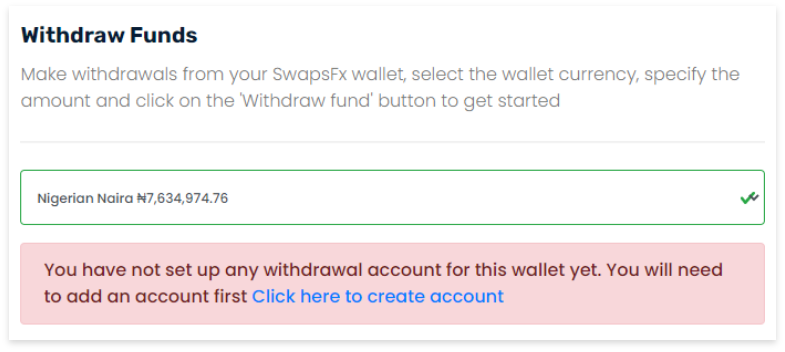 Withdraw Funds
Make withdrawals from your SwapsFx wallet, select the wallet currency, specify the
amount and click on the 'Withdraw fund' button to get started
Nigerian Naira ₦7,634,974.76
You have not set up any withdrawal account for this wallet yet. You will need
to add an account first Click here to create account